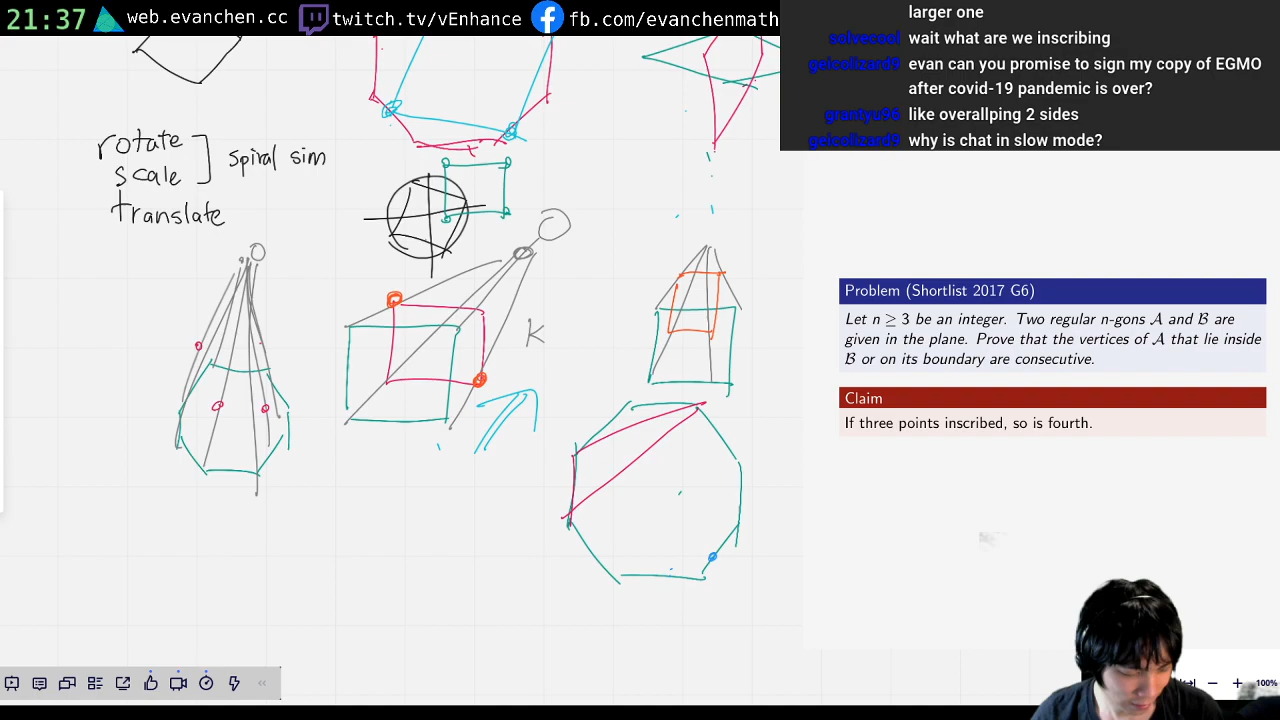 21:37 web.evanchen.cc twitch.tv/vEnhance fb.com/evanchenmath
larger one
solvecool wait what are we inscribing
geicolizard9 evan can you promise to sign my copy of EGMO
after covid-19 pandemic is over?
grantyu96 like overallping 2 sides
geicolizard9 why is chat in slow mode?
rotate
scale
spiral sim
translate
K
Problem (Shortlist 2017 G6)
Let n ≥ 3 be an integer. Two regular n-gons 𝒜 and ℬ are
given in the plane. Prove that the vertices of 𝒜 that lie inside
ℬ or on its boundary are consecutive.
Claim
If three points inscribed, so is fourth.
100%